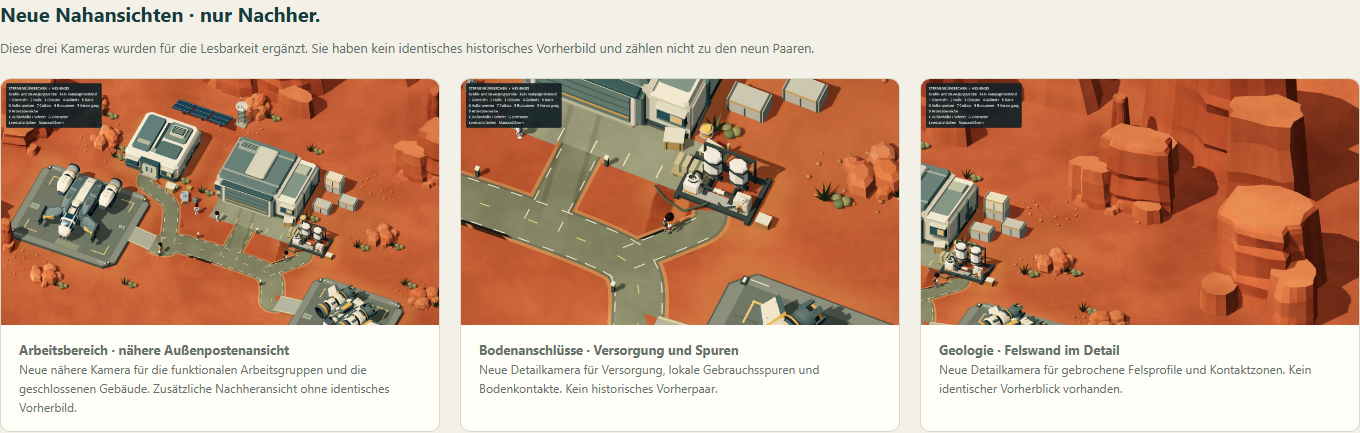 Neue Nahansichten · nur Nachher.
Diese drei Kameras wurden für die Lesbarkeit ergänzt. Sie haben kein identisches historisches Vorherbild und zählen nicht zu den neun Paaren.
Arbeitsbereich · nähere Außenpostenansicht
Neue nähere Kamera für die funktionalen Arbeitsgruppen und die
geschlossenen Gebäude. Zusätzliche Nachheransicht ohne identisches
Vorherbild.
Bodenanschlüsse · Versorgung und Spuren
Neue Detailkamera für Versorgung, lokale Gebrauchsspuren und
Bodenkontakte. Kein historisches Vorherpaar.
Geologie · Felswand im Detail
Neue Detailkamera für gebrochene Felsprofile und Kontaktzonen. Kein
identischer Vorherblick vorhanden.